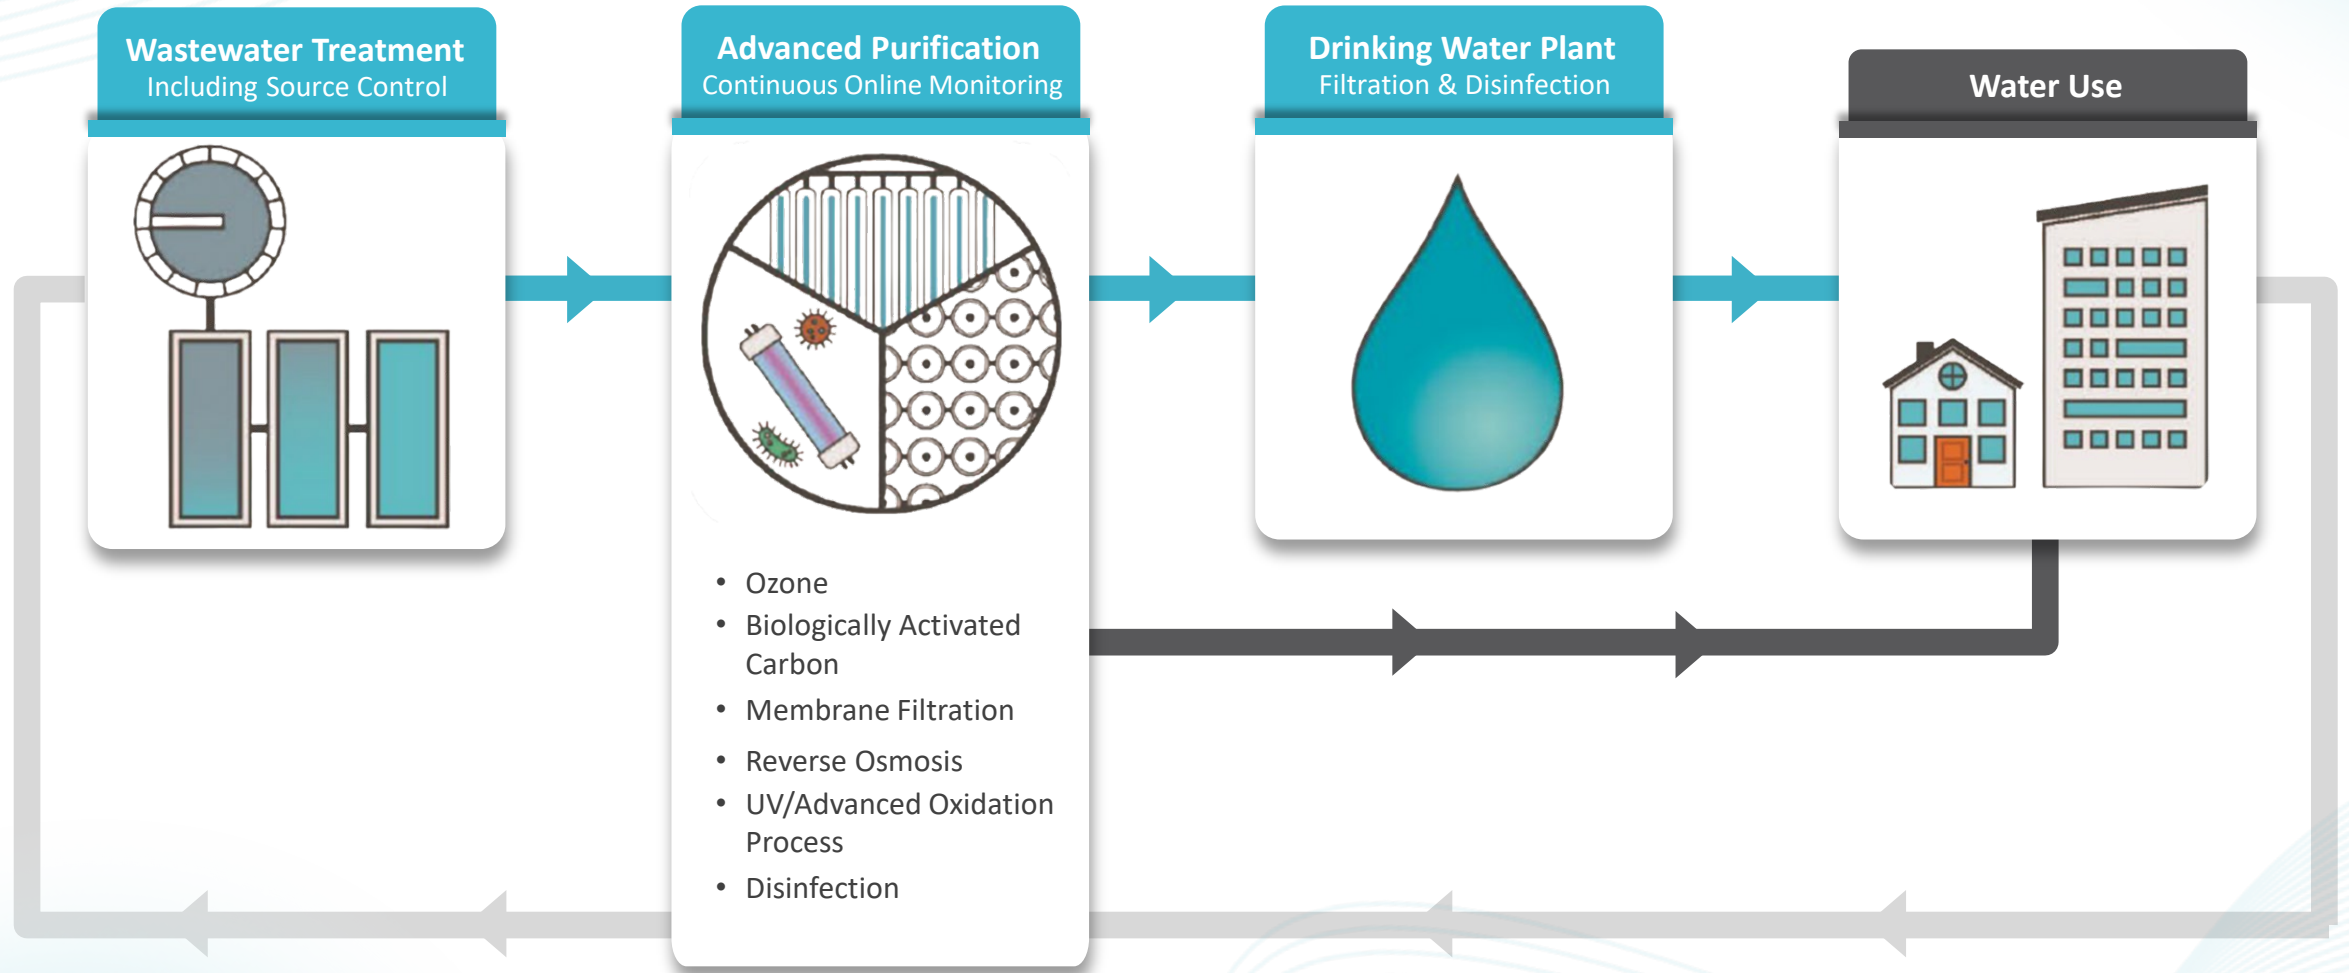 Wastewater Treatment
Including Source Control
Advanced Purification
Continuous Online Monitoring
Drinking Water Plant
Filtration & Disinfection
Water Use
• Ozone
• Biologically Activated
Carbon
• Membrane Filtration
• Reverse Osmosis
• UV/Advanced Oxidation
Process
• Disinfection